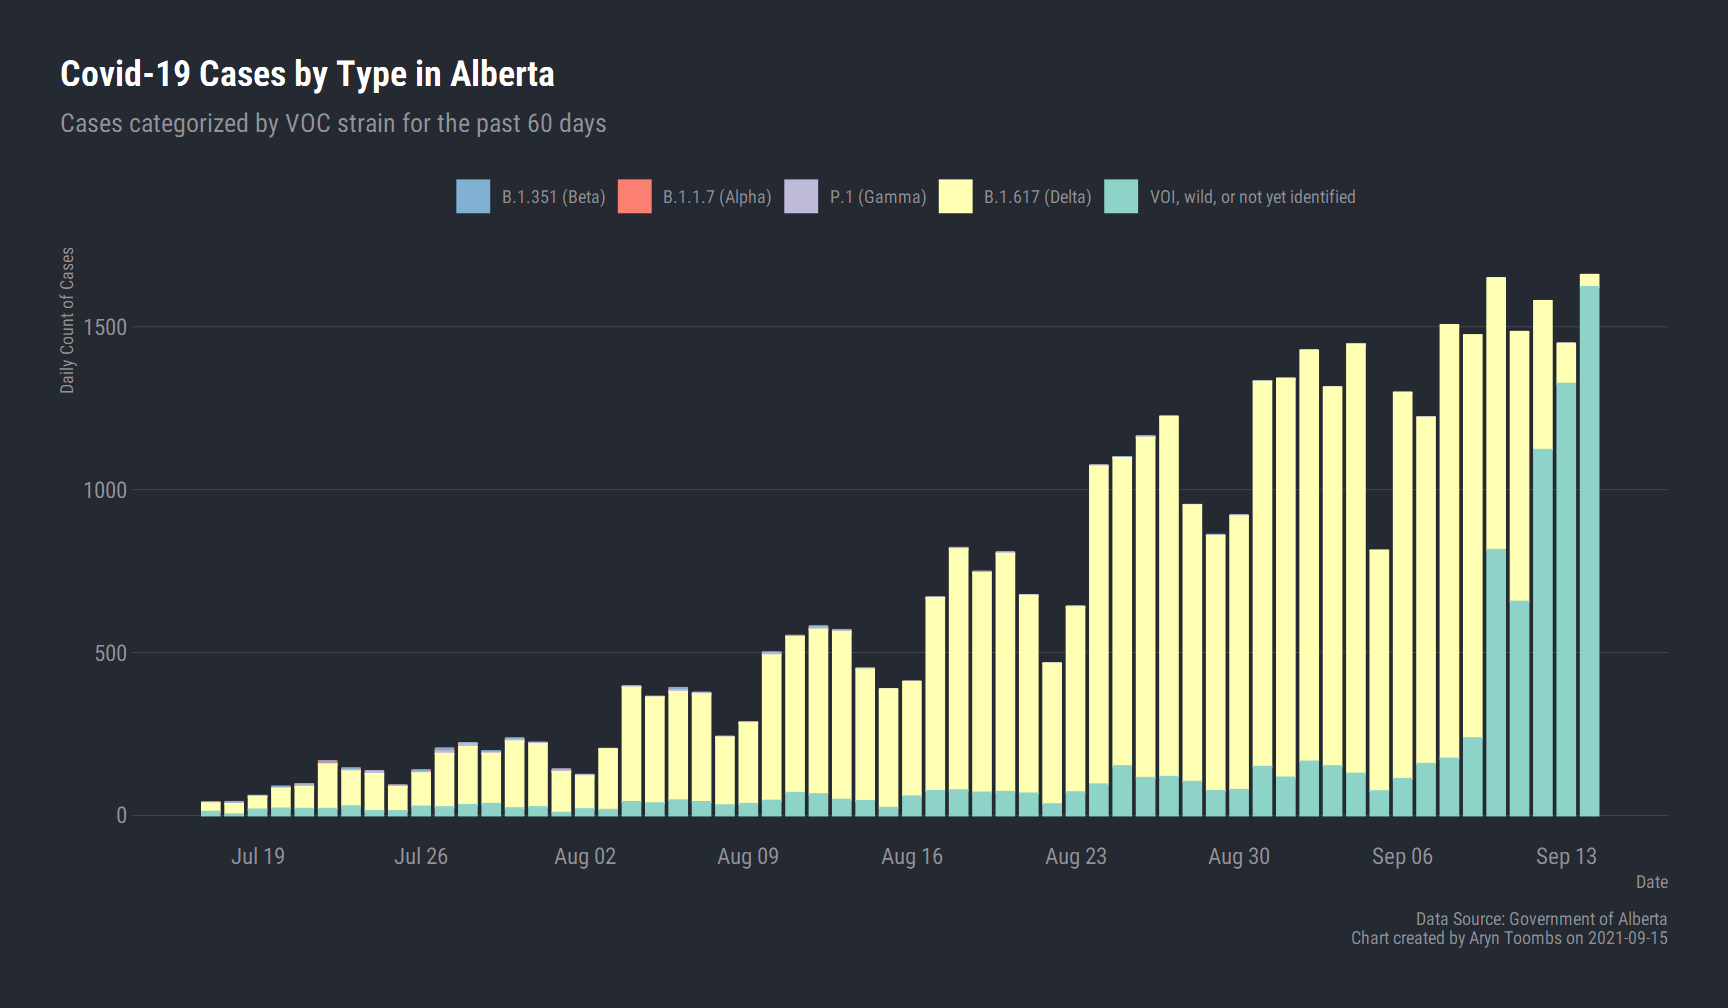 Covid-19 Cases by Type in Alberta
Cases categorized by VOC strain for the past 60 days
B.1.351 (Beta) B.1.1.7 (Alpha) P.1 (Gamma) B.1.617 (Delta) VOI, wild, or not yet identified
Daily Count of Cases
1500
1000
500
0
Jul 19 Jul 26 Aug 02 Aug 09 Aug 16 Aug 23 Aug 30 Sep 06 Sep 13
Date
Data Source: Government of Alberta
Chart created by Aryn Toombs on 2021-09-15